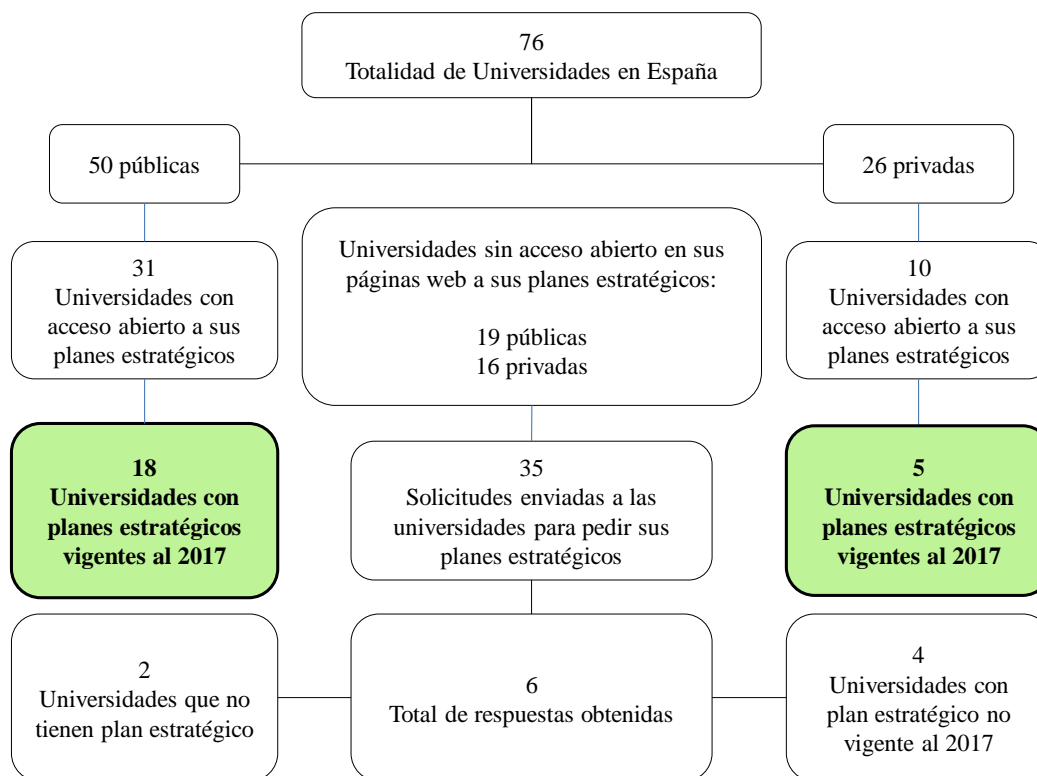 76
Totalidad de Universidades en España
50 públicas
26 privadas
31
Universidades con
acceso abierto a sus
planes estratégicos
Universidades sin acceso abierto en sus
páginas web a sus planes estratégicos:
19 públicas
16 privadas
10
Universidades con
acceso abierto a sus
planes estratégicos
18
Universidades con
planes estratégicos
vigentes al 2017
35
Solicitudes enviadas a las
universidades para pedir sus
planes estratégicos
5
Universidades con
planes estratégicos
vigentes al 2017
2
Universidades que no
tienen plan estratégico
6
Total de respuestas obtenidas
4
Universidades con
plan estratégico no
vigente al 2017